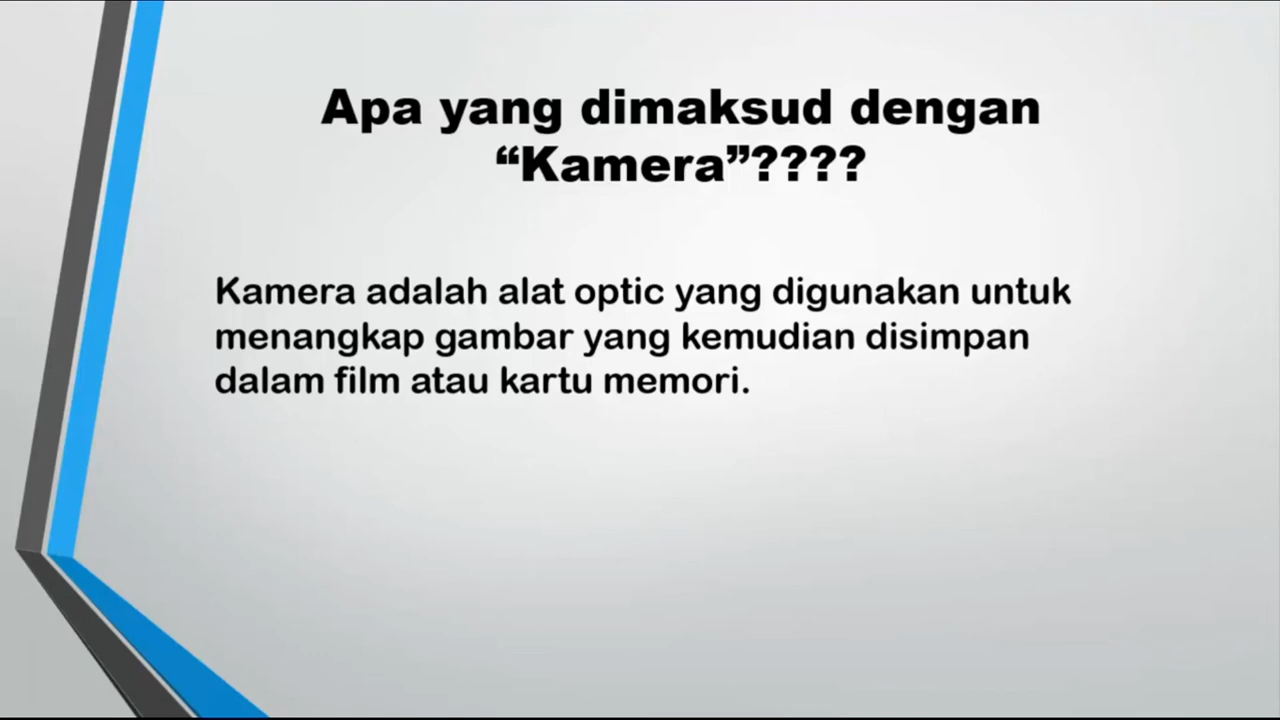 Apa yang dimaksud dengan
“Kamera”????
Kamera adalah alat optic yang digunakan untuk
menangkap gambar yang kemudian disimpan
dalam film atau kartu memori.